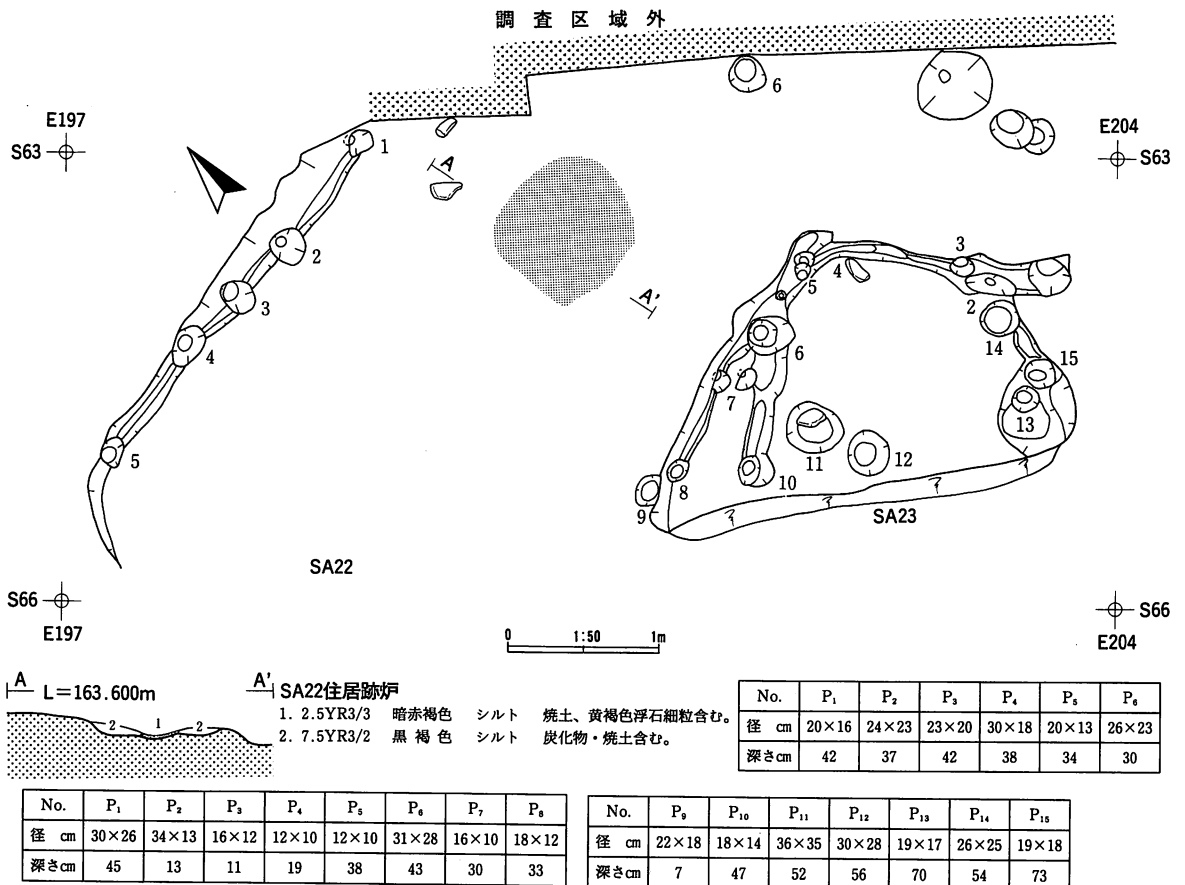 調査区域外
E197
S63
E204
S63
A
A'
1
2
3
4
5
6
3
5
4
2
14
6
15
7
13
11
12
10
8
9
SA23
SA22
S66
E197
S66
E204
0 1:50 1m
A L=163.600m A'
2 1 2
SA22住居跡炉
1. 2.5YR3/3 暗赤褐色 シルト 焼土、黄褐色浮石細粒含む。
2. 7.5YR3/2 黒褐色 シルト 炭化物・焼土含む。
No. P₁ P₂ P₃ P₄ P₅ P₆
径 cm 20×16 24×23 23×20 30×18 20×13 26×23
深さcm 42 37 42 38 34 30
No. P₁ P₂ P₃ P₄ P₅ P₆ P₇ P₈
径 cm 30×26 34×13 16×12 12×10 12×10 31×28 16×10 18×12
深さcm 45 13 11 19 38 43 30 33
No. P₉ P₁₀ P₁₁ P₁₂ P₁₃ P₁₄ P₁₅
径 cm 22×18 18×14 36×35 30×28 19×17 26×25 19×18
深さcm 7 47 52 56 70 54 73